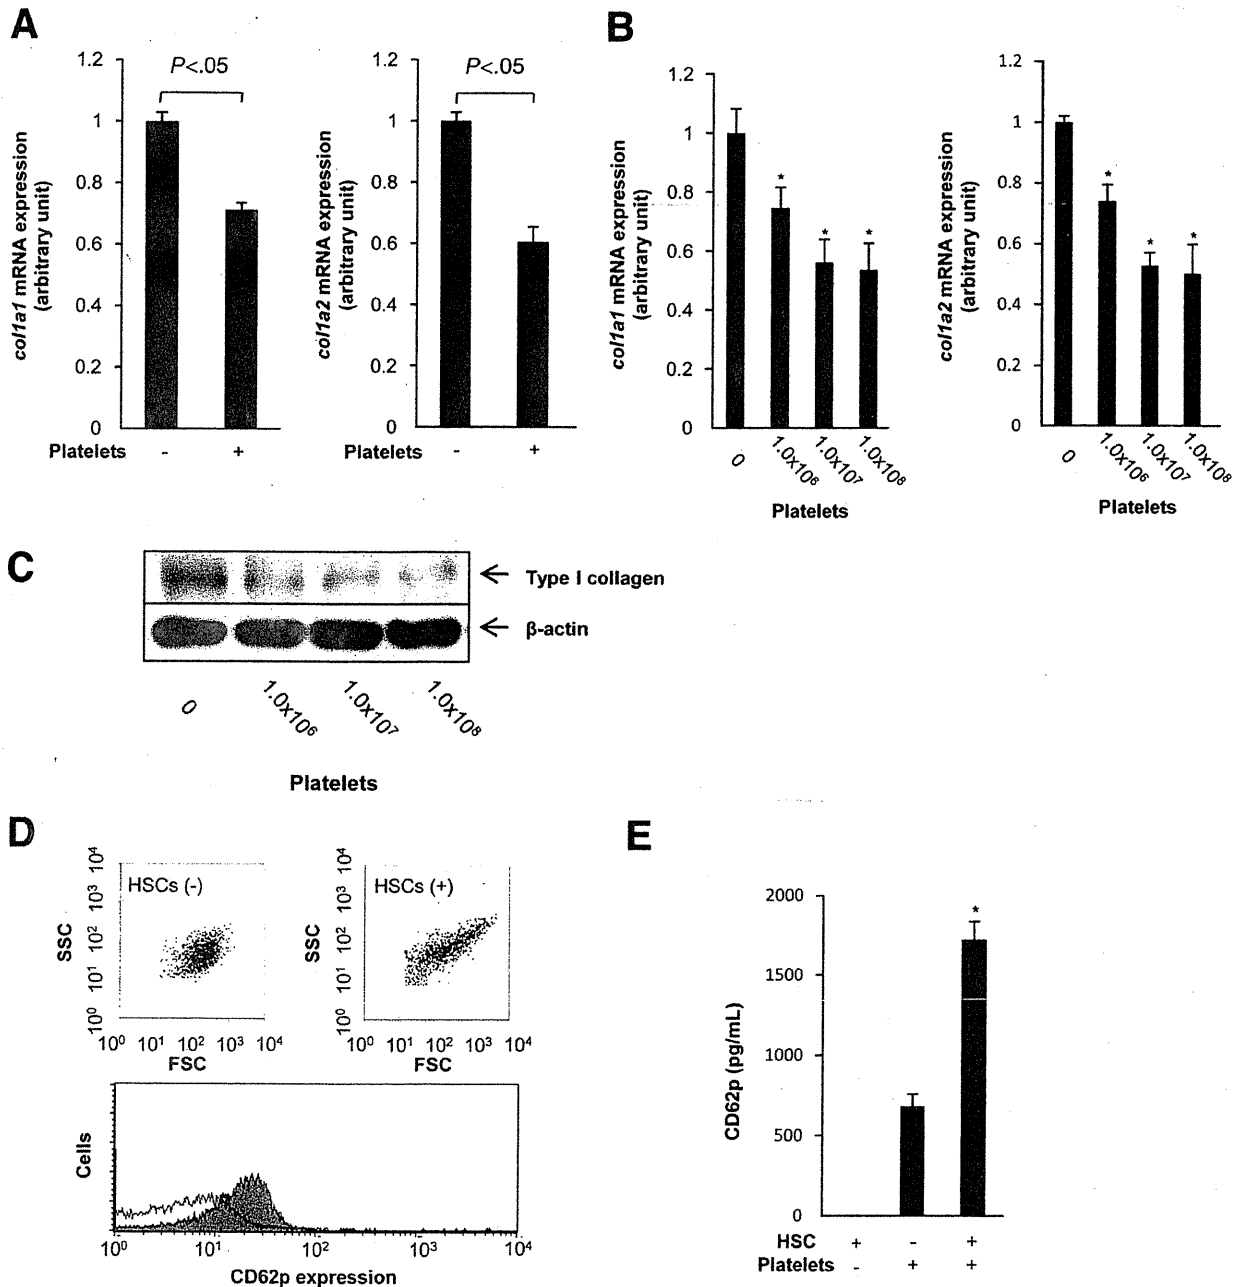 A
1.2
1
0.8
0.6
0.4
0.2
0
col1a1 mRNA expression
(arbitrary unit)
P<.05
Platelets - +
1.2
1
0.8
0.6
0.4
0.2
0
col1a2 mRNA expression
(arbitrary unit)
P<.05
Platelets - +
B
1.2
1
0.8
0.6
0.4
0.2
0
col1a1 mRNA expression
(arbitrary unit)
* * *
0 1.0x10⁶ 1.0x10⁷ 1.0x10⁸
Platelets
1.2
1
0.8
0.6
0.4
0.2
0
col1a2 mRNA expression
(arbitrary unit)
* * *
0 1.0x10⁶ 1.0x10⁷ 1.0x10⁸
Platelets
C
Type I collagen
β-actin
0 1.0x10⁶ 1.0x10⁷ 1.0x10⁸
Platelets
D
HSCs (-)
SSC
10⁰ 10¹ 10² 10³ 10⁴
10⁰ 10¹ 10² 10³ 10⁴
FSC
HSCs (+)
SSC
10⁰ 10¹ 10² 10³ 10⁴
10⁰ 10¹ 10² 10³ 10⁴
FSC
Cells
10⁰ 10¹ 10² 10³ 10⁴
CD62p expression
E
2000
1500
1000
500
0
CD62p (pg/mL)
*
HSC + - +
Platelets - + +